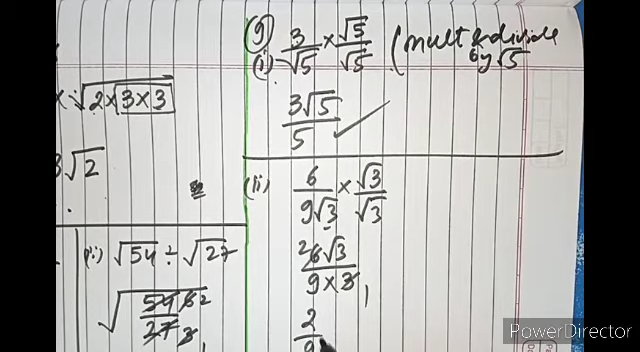 × √2×3×3
3√2
(ii) √54 ÷ √27
√54 2
27 3,
9)
(i) 3/√5 × √5/√5 (mult & divide
by √5
3√5/5 ✓
(ii) 6/9√3 × √3/√3
2 6√3
9 × 3 1
2
9
PowerDirector